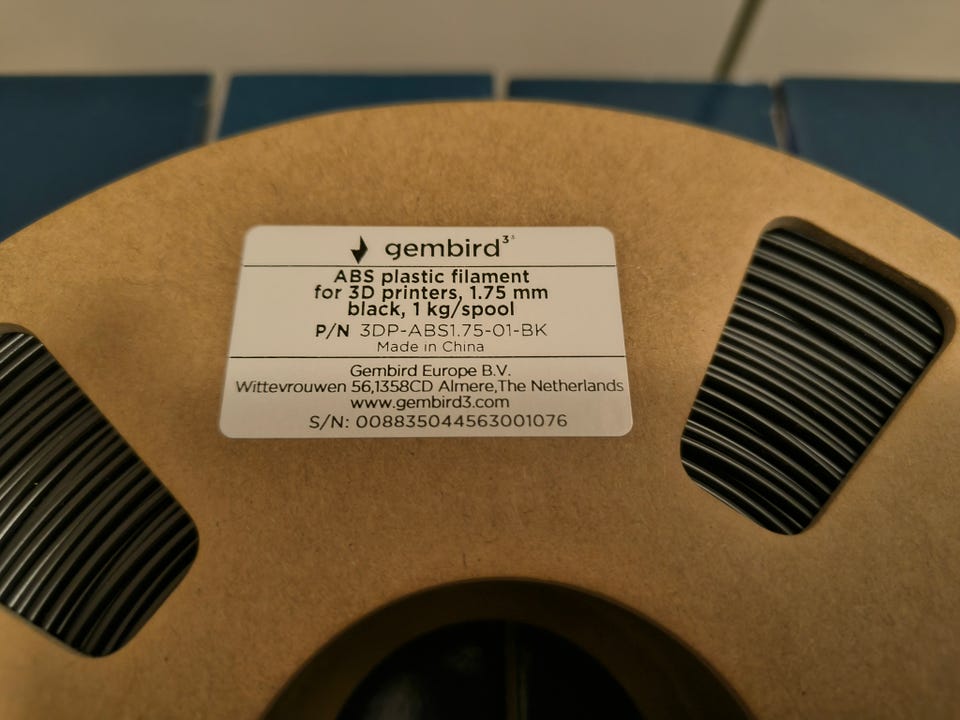 gembird³
ABS plastic filament
for 3D printers, 1.75 mm
black, 1 kg/spool
P/N 3DP-ABS1.75-01-BK
Made in China
Gembird Europe B.V.
Wittevrouwen 56,1358CD Almere,The Netherlands
www.gembird3.com
S/N: 008835044563001076